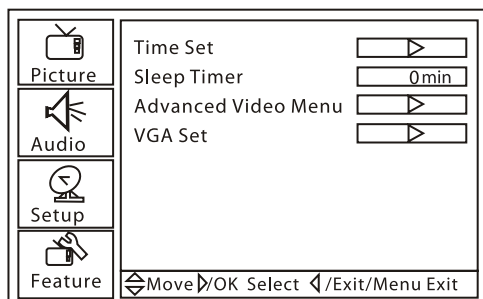 Picture
Audio
Setup
Feature
Time Set
Sleep Timer 0min
Advanced Video Menu
VGA Set
Move /OK Select /Exit/Menu Exit